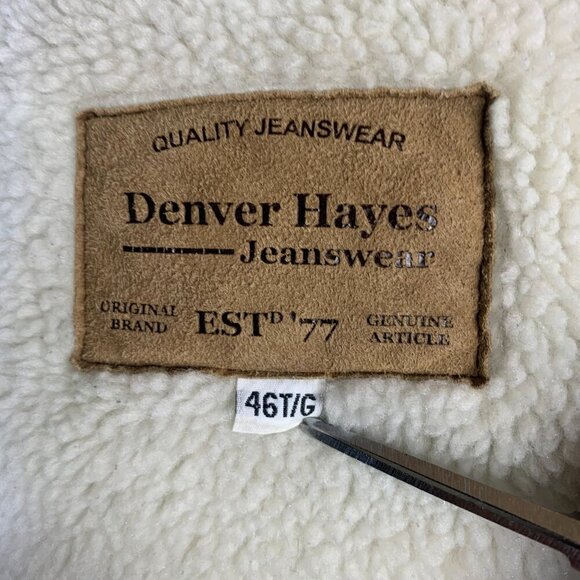 QUALITY JEANSWEAR
Denver Hayes
Jeanswear
ORIGINAL BRAND
ESTD '77
GENUINE ARTICLE
46T/G